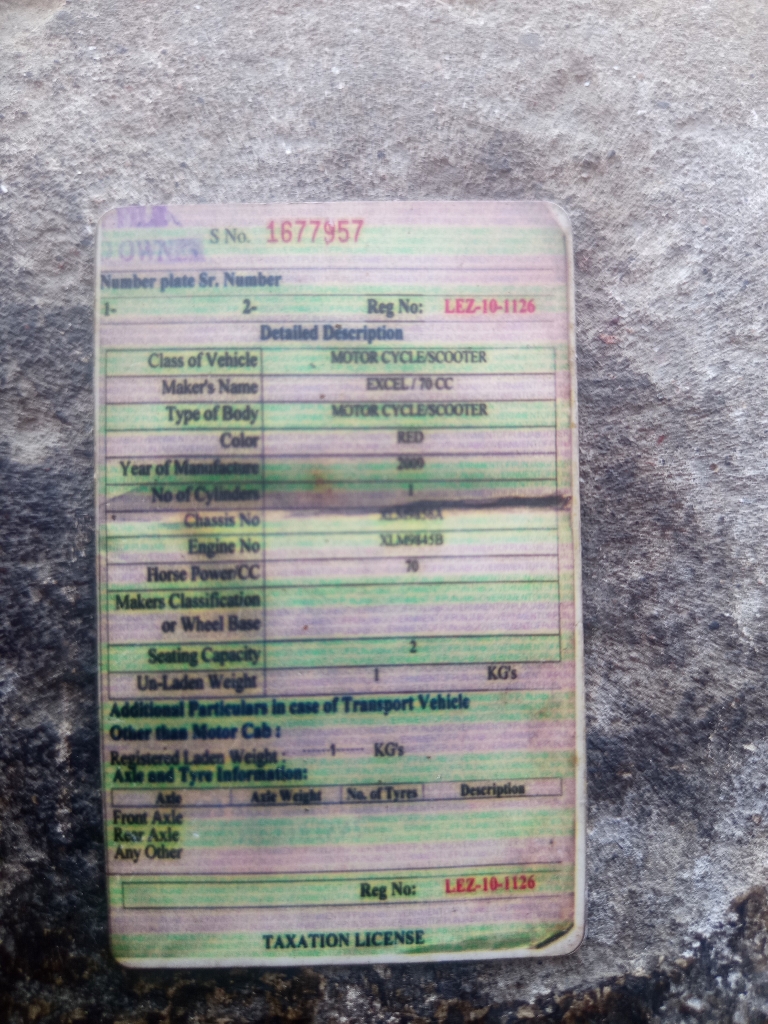 OWNER
S No. 1677957
Number plate Sr. Number
1- 2- Reg No: LEZ-10-1126
Detailed Description
Class of Vehicle MOTOR CYCLE/SCOOTER
Maker's Name EXCEL / 70 CC
Type of Body MOTOR CYCLE/SCOOTER
Color RED
Year of Manufacture 2009
No of Cylinders 1
Chassis No
Engine No XLM9845B
Horse Power/CC 70
Makers Classification
or Wheel Base
Seating Capacity 2
Un-Laden Weight 1 KG's
Additional Particulars in case of Transport Vehicle
Other than Motor Cab :
Registered Laden Weight : ------1------ KG's
Axle and Tyre Information:
Axle Axle Weight No. of Tyres Description
Front Axle
Rear Axle
Any Other
Reg No: LEZ-10-1126
TAXATION LICENSE